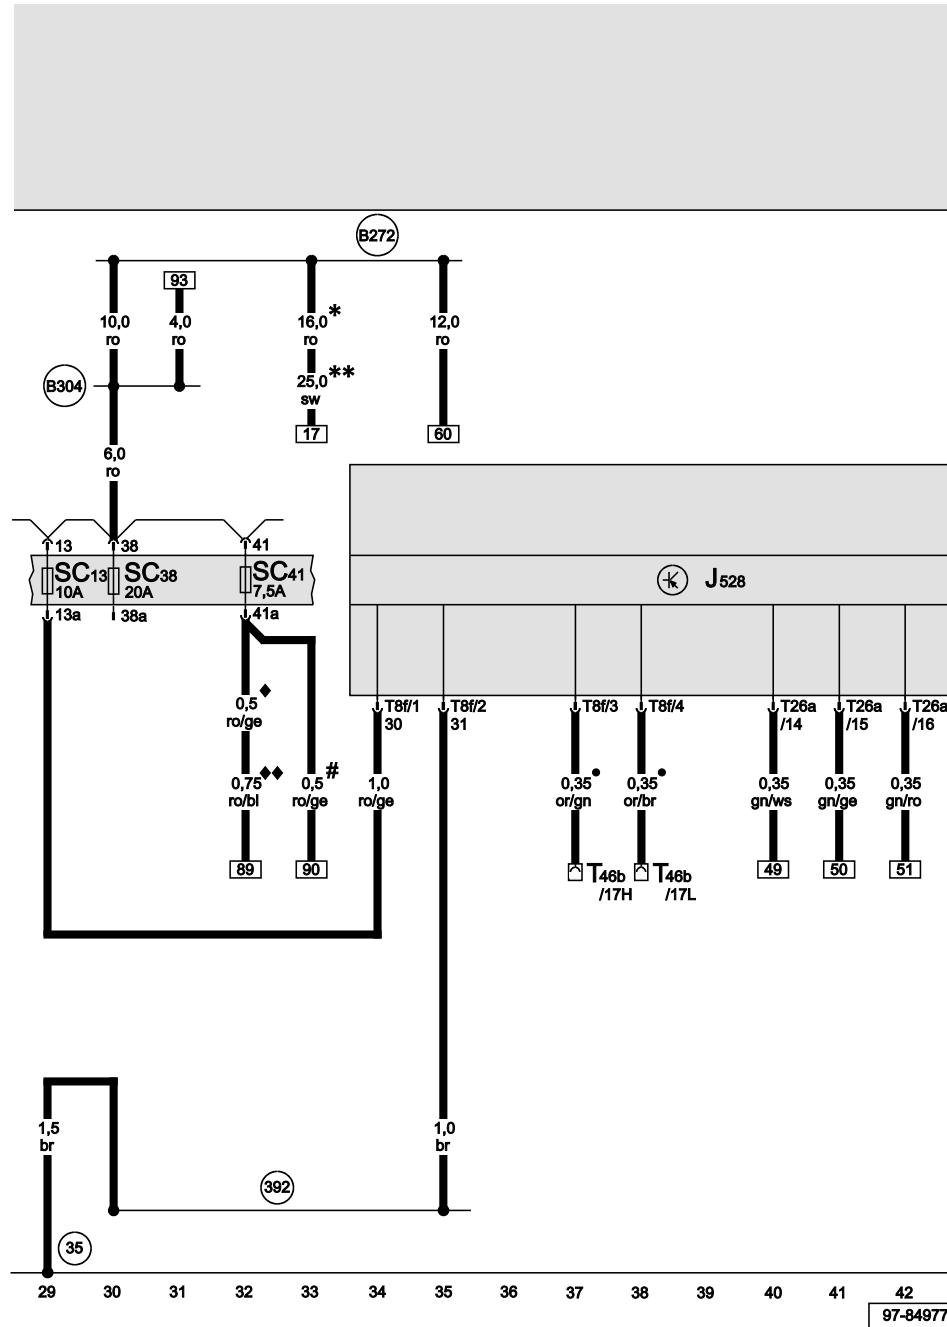 B272
93
10,0
ro
4,0
ro
16,0 *
ro
12,0
ro
B304
25,0 **
sw
17
60
6,0
ro
13
38
41
SC13
10A
SC38
20A
SC41
7,5A
J528
13a
38a
41a
T8f/1
30
T8f/2
31
T8f/3
T8f/4
T26a
/14
T26a
/15
T26a
/16
0,5 ♦
ro/ge
0,75 ♦♦
ro/bl
0,5 #
ro/ge
1,0
ro/ge
0,35 •
or/gn
0,35 •
or/br
0,35
gn/ws
0,35
gn/ge
0,35
gn/ro
89
90
T46b
/17H
T46b
/17L
49
50
51
1,5
br
1,0
br
392
35
29 30 31 32 33 34 35 36 37 38 39 40 41 42
97-84977